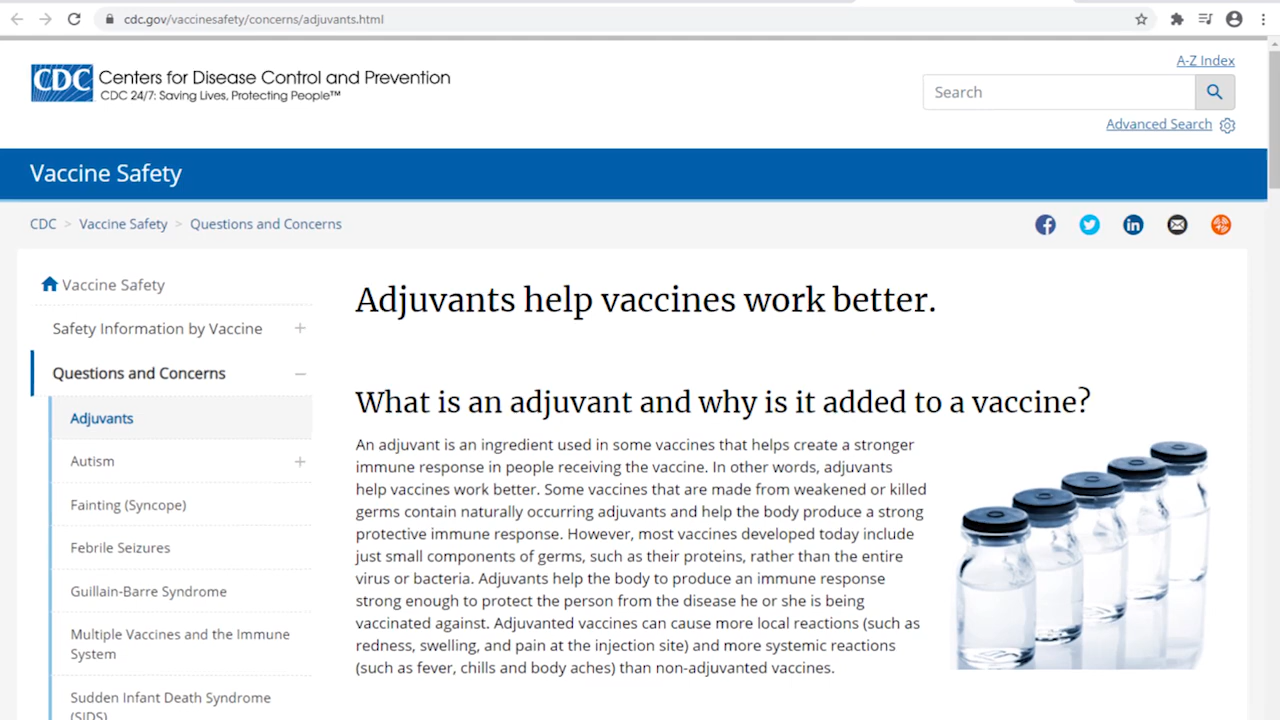 cdc.gov/vaccinesafety/concerns/adjuvants.html
CDC Centers for Disease Control and Prevention
CDC 24/7: Saving Lives, Protecting People™
A-Z Index
Search
Advanced Search
Vaccine Safety
CDC > Vaccine Safety > Questions and Concerns
Vaccine Safety
Safety Information by Vaccine
Questions and Concerns
Adjuvants
Autism
Fainting (Syncope)
Febrile Seizures
Guillain-Barre Syndrome
Multiple Vaccines and the Immune
System
Sudden Infant Death Syndrome
(SIDS)
Adjuvants help vaccines work better.
What is an adjuvant and why is it added to a vaccine?
An adjuvant is an ingredient used in some vaccines that helps create a stronger
immune response in people receiving the vaccine. In other words, adjuvants
help vaccines work better. Some vaccines that are made from weakened or killed
germs contain naturally occurring adjuvants and help the body produce a strong
protective immune response. However, most vaccines developed today include
just small components of germs, such as their proteins, rather than the entire
virus or bacteria. Adjuvants help the body to produce an immune response
strong enough to protect the person from the disease he or she is being
vaccinated against. Adjuvanted vaccines can cause more local reactions (such as
redness, swelling, and pain at the injection site) and more systemic reactions
(such as fever, chills and body aches) than non-adjuvanted vaccines.